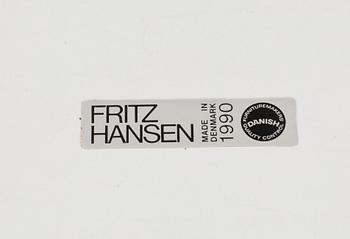 FRITZ
HANSEN
MADE IN
DENMARK
1990
FURNITUREMAKERS
DANISH
QUALITY CONTROL